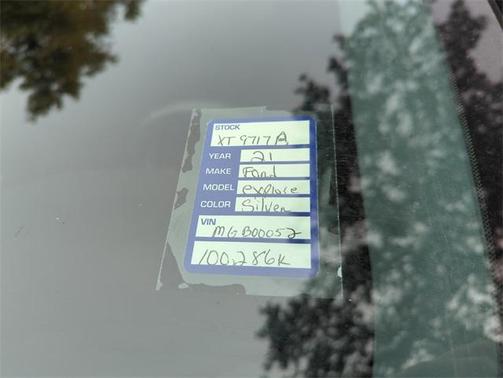 STOCK
XT 9717A
YEAR 21
MAKE Ford
MODEL explore
COLOR Silver
VIN
MGB00052
100,286K